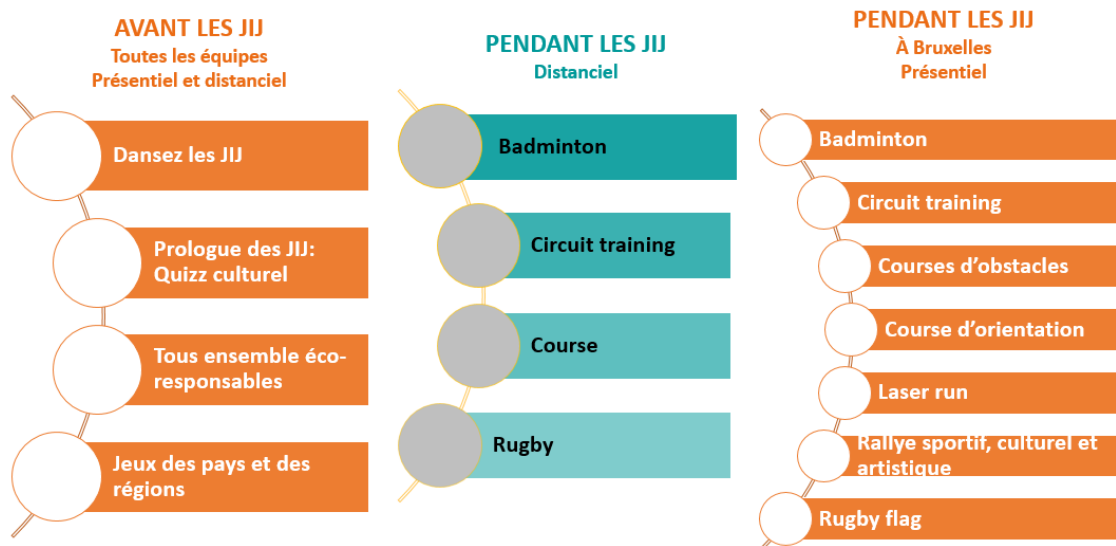 AVANT LES JIJ
Toutes les équipes
Présentiel et distanciel
Dansez les JIJ
Prologue des JIJ:
Quizz culturel
Tous ensemble éco-
responsables
Jeux des pays et des
régions
PENDANT LES JIJ
Distanciel
Badminton
Circuit training
Course
Rugby
PENDANT LES JIJ
À Bruxelles
Présentiel
Badminton
Circuit training
Courses d'obstacles
Course d'orientation
Laser run
Rallye sportif, culturel et
artistique
Rugby flag